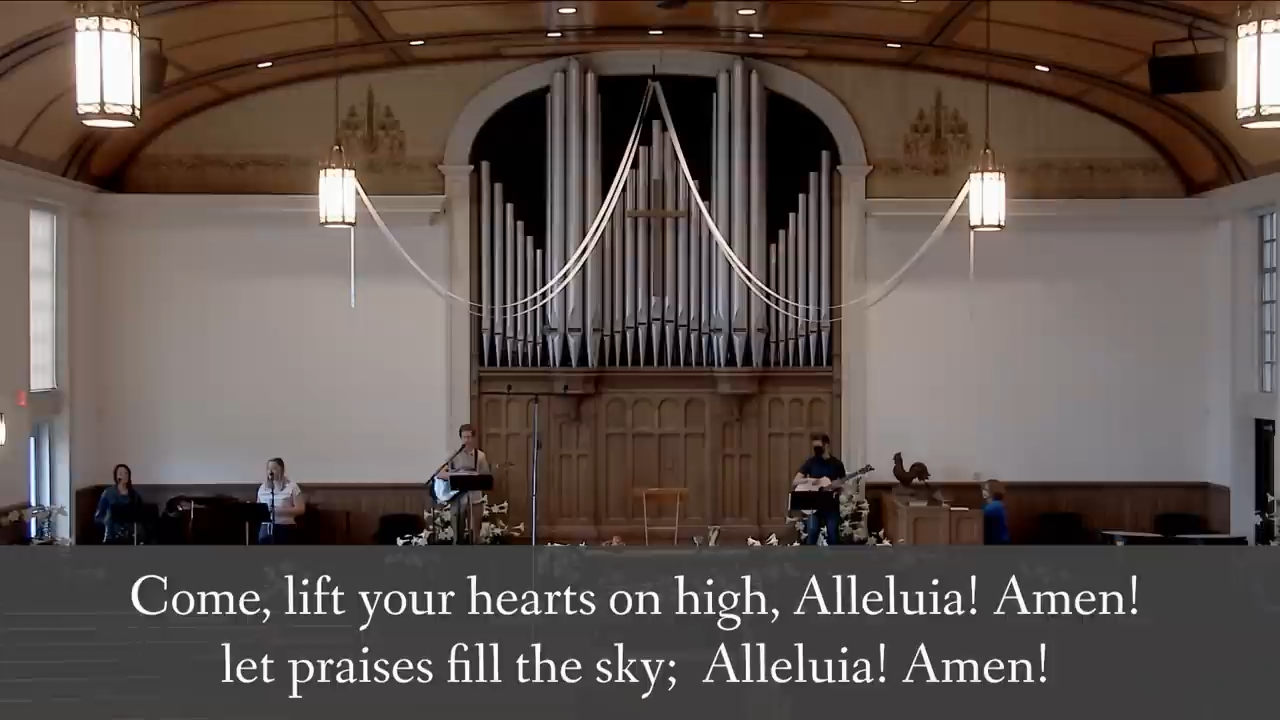 Come, lift your hearts on high, Alleluia! Amen!
let praises fill the sky; Alleluia! Amen!